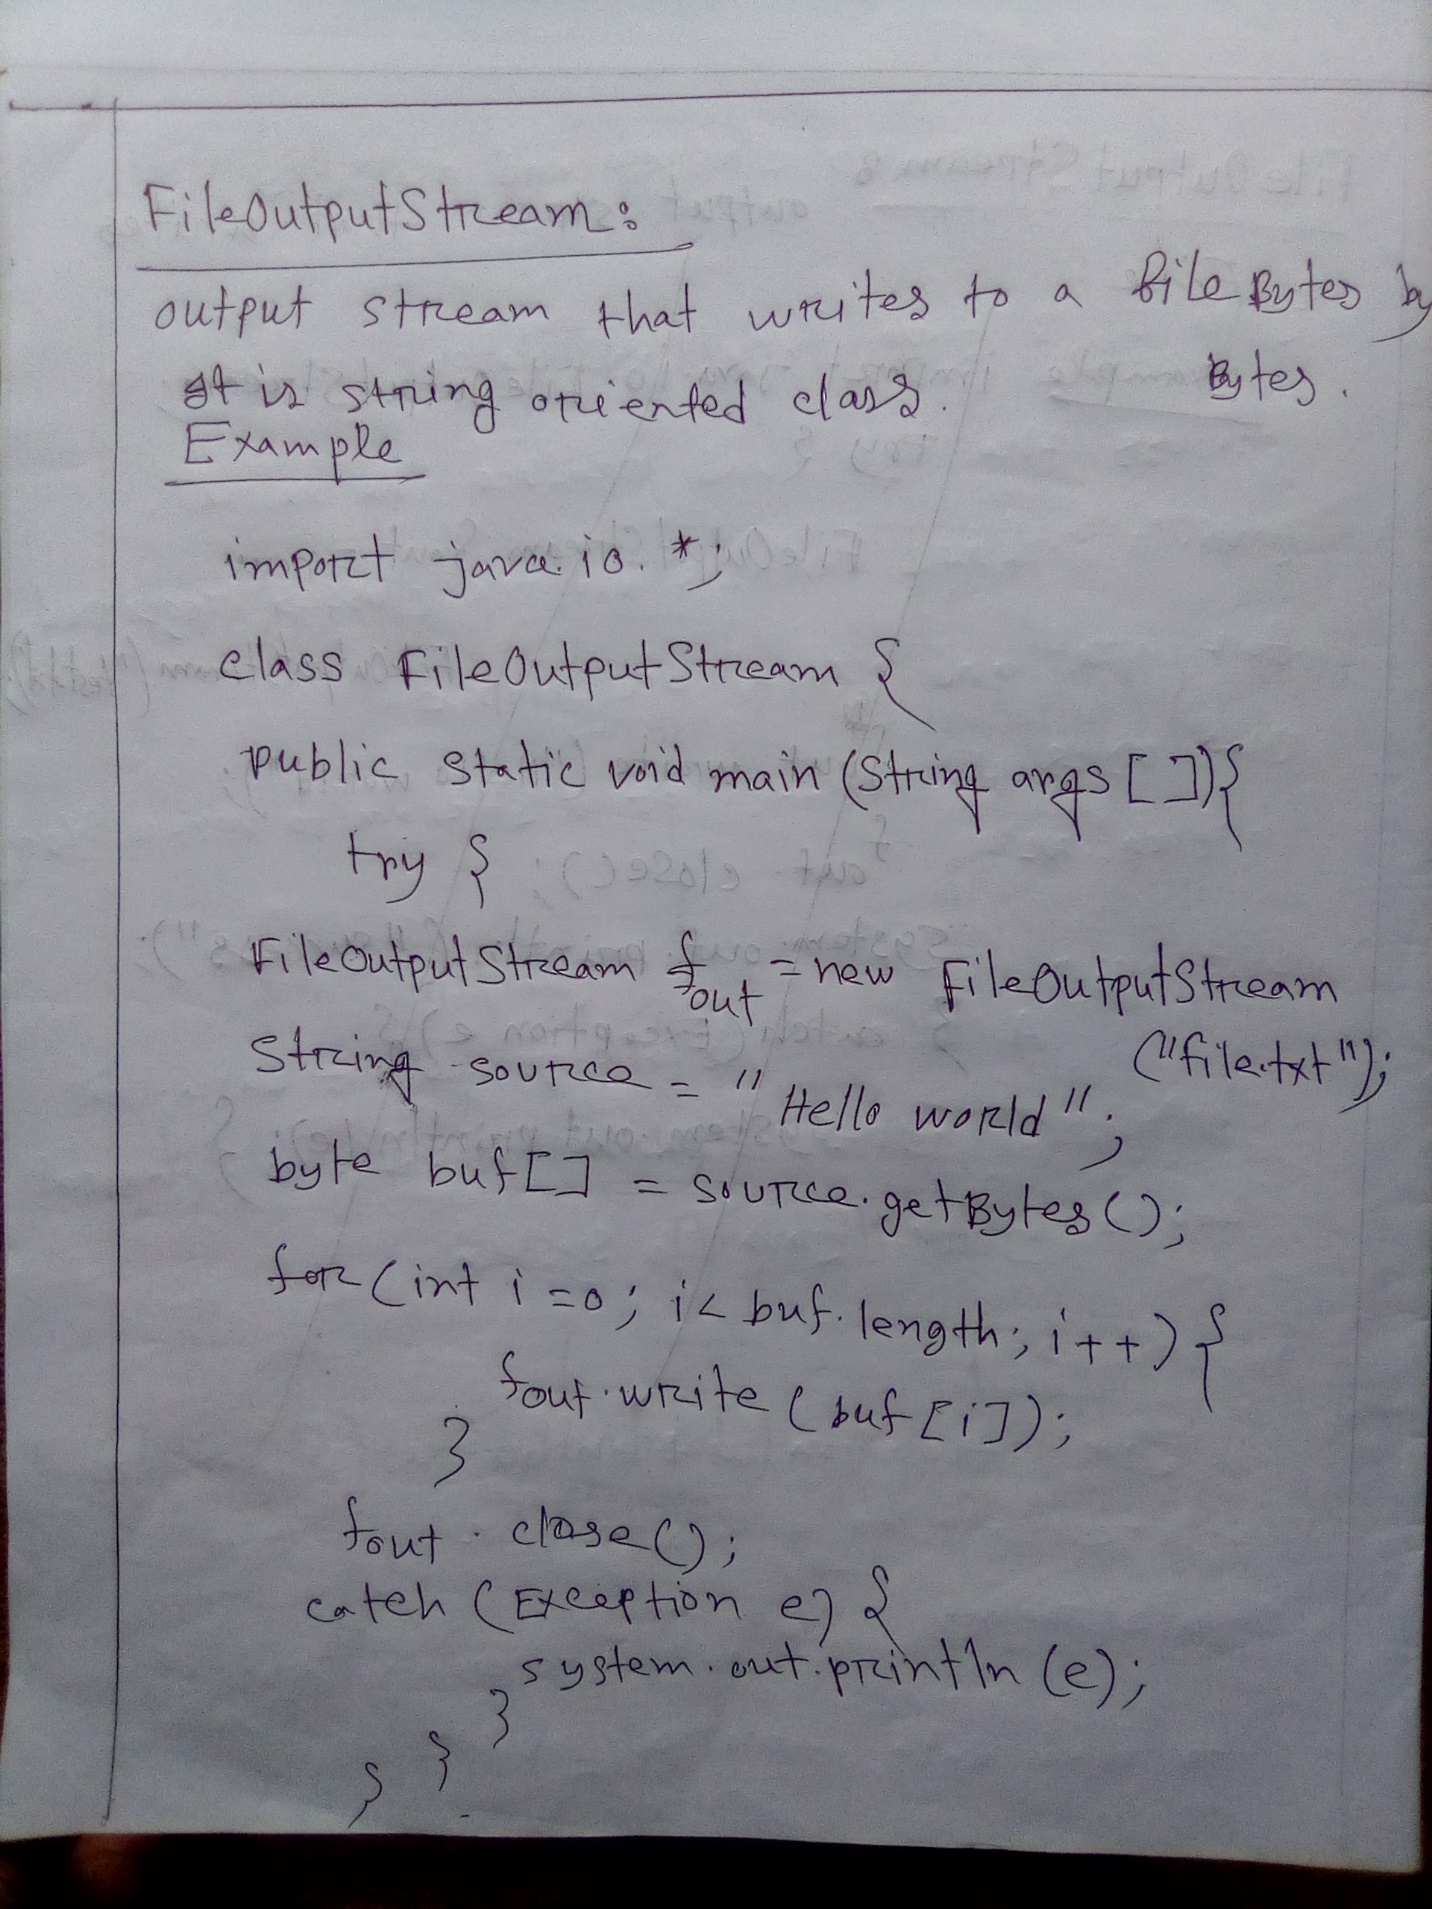 FileOutputStream:
output stream that writes to a file Bytes by
Bytes.
It is string oriented class.
Example
import java.io.*;
class FileOutputStream {
public static void main (String args []){
try {
FileOutputStream fout = new FileOutputStream
("file.txt");
String source = "Hello world";
byte buf[] = source.getBytes();
for (int i=0; i< buf.length; i++) {
fout.write (buf [i]);
}
fout.close();
catch (Exception e) {
system.out.println (e);
}
}
}